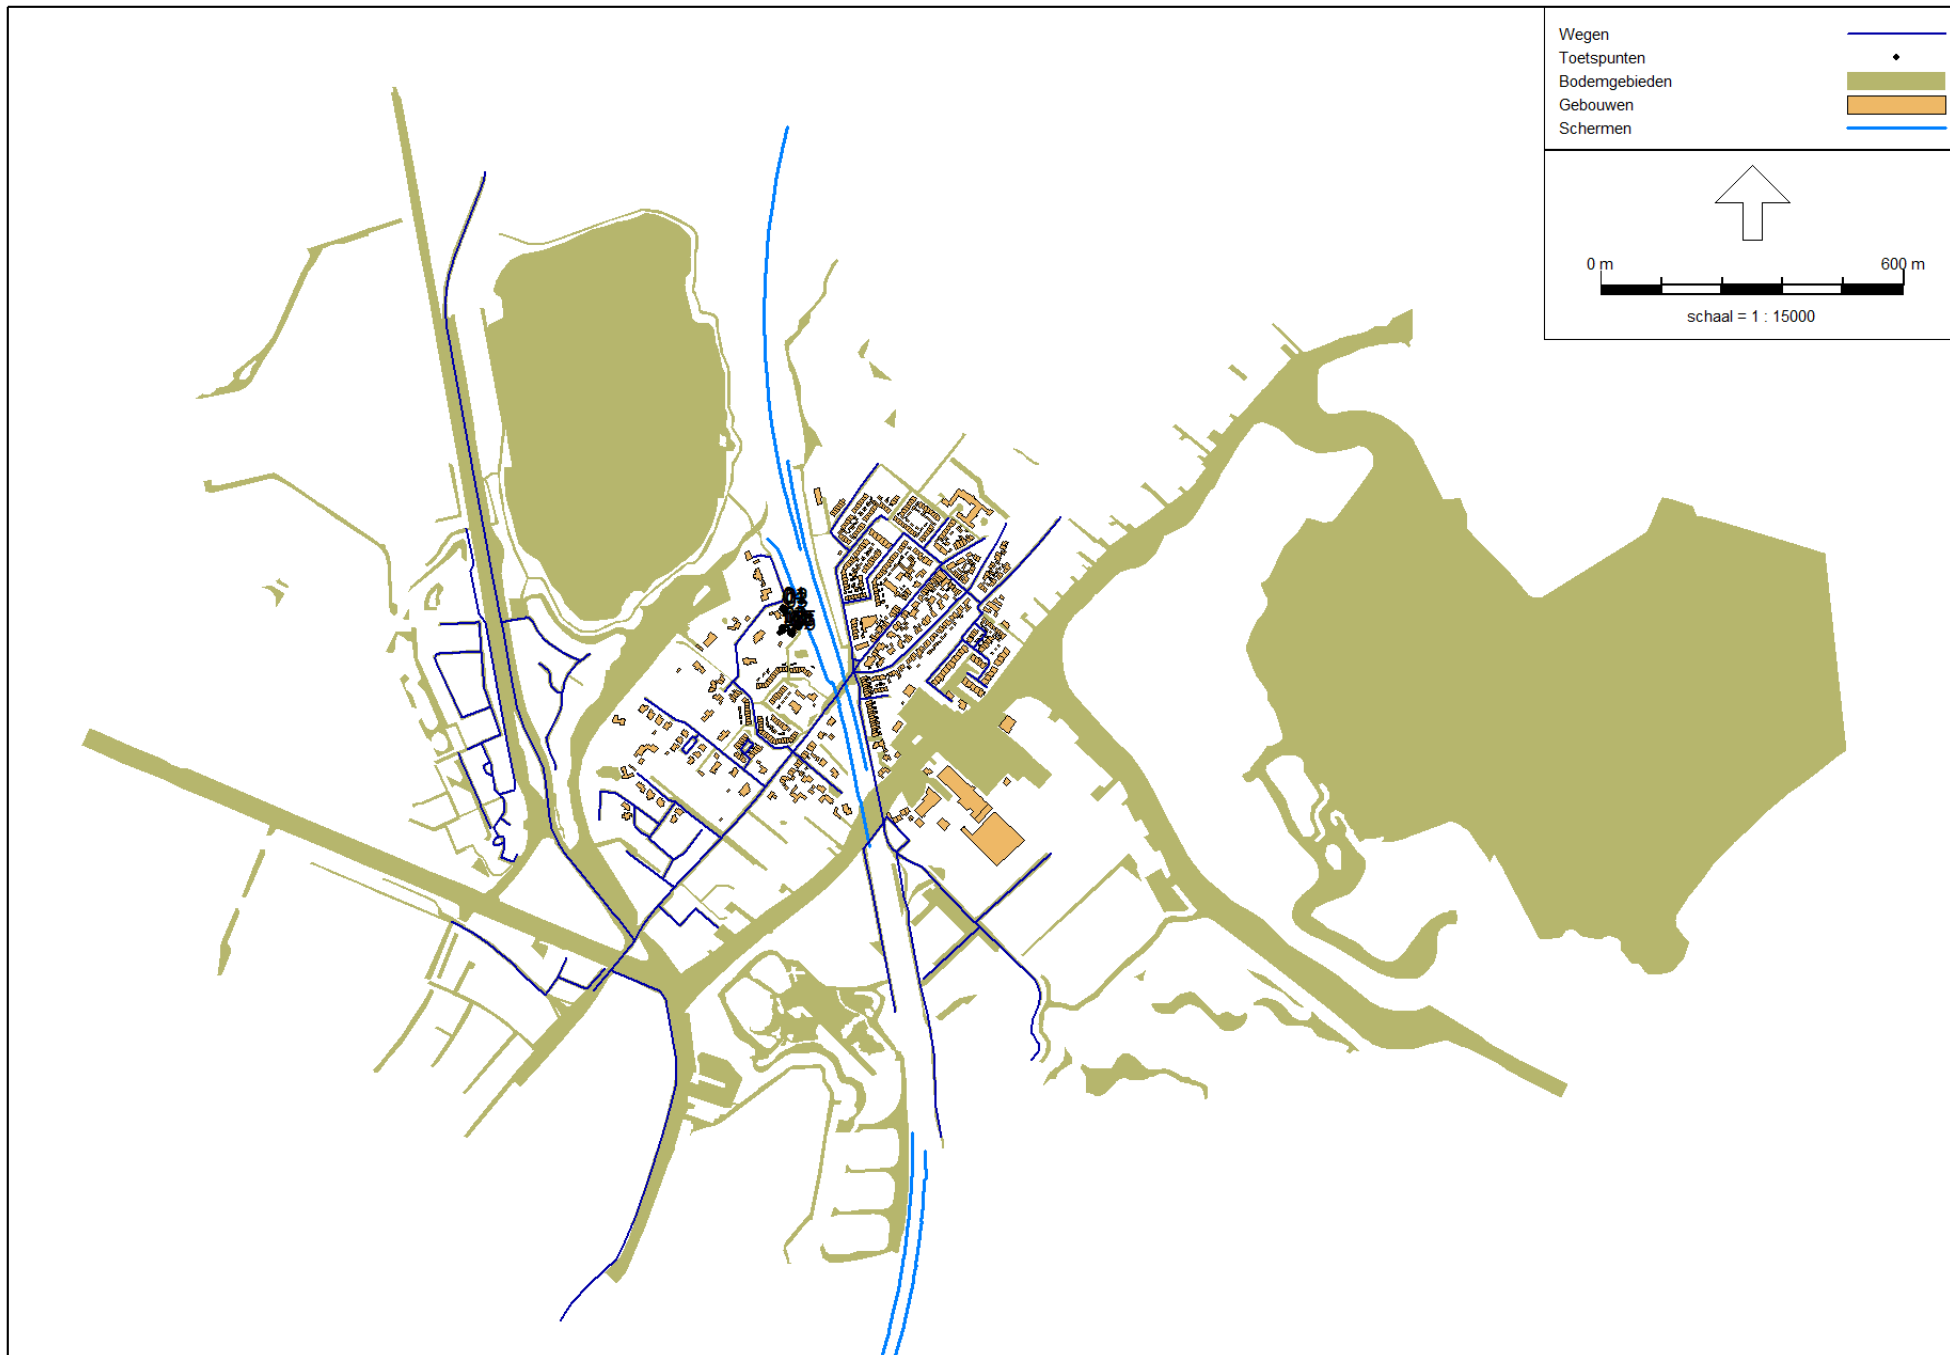 Wegen
Toetspunten
Bodemgebieden
Gebouwen
Schermen
0 m 600 m
schaal = 1 : 15000